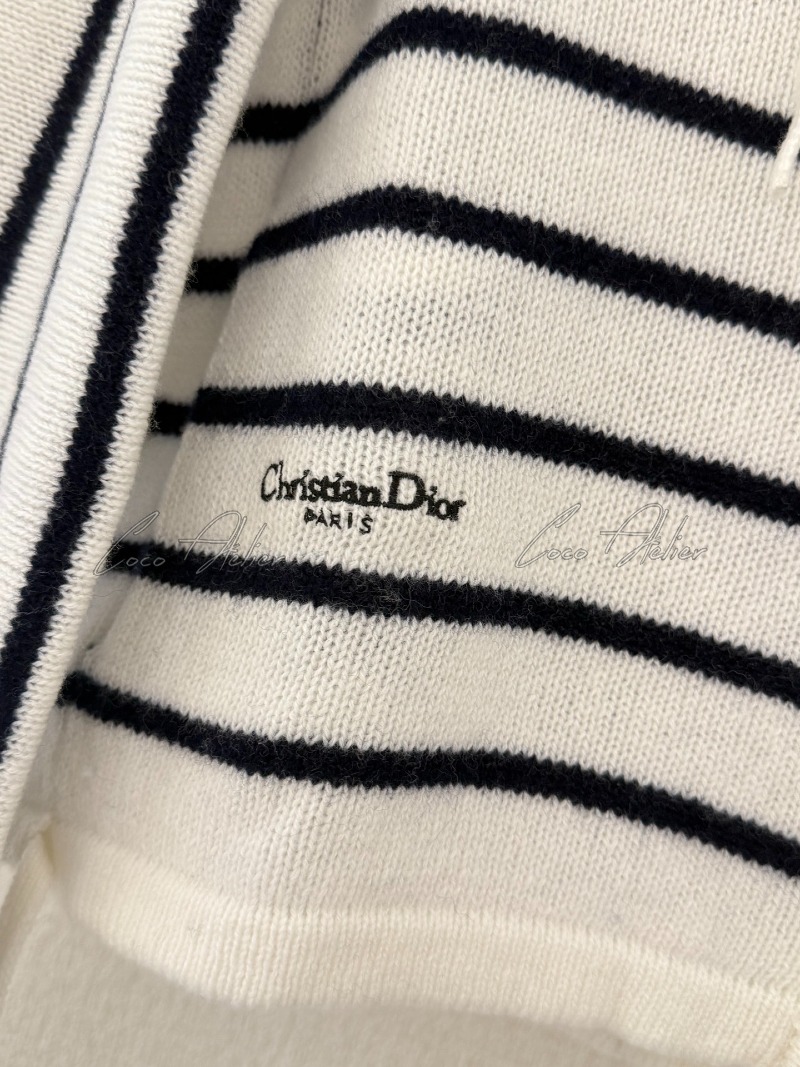 Christian Dior
PARIS
Coco Atelier
Coco Atelier